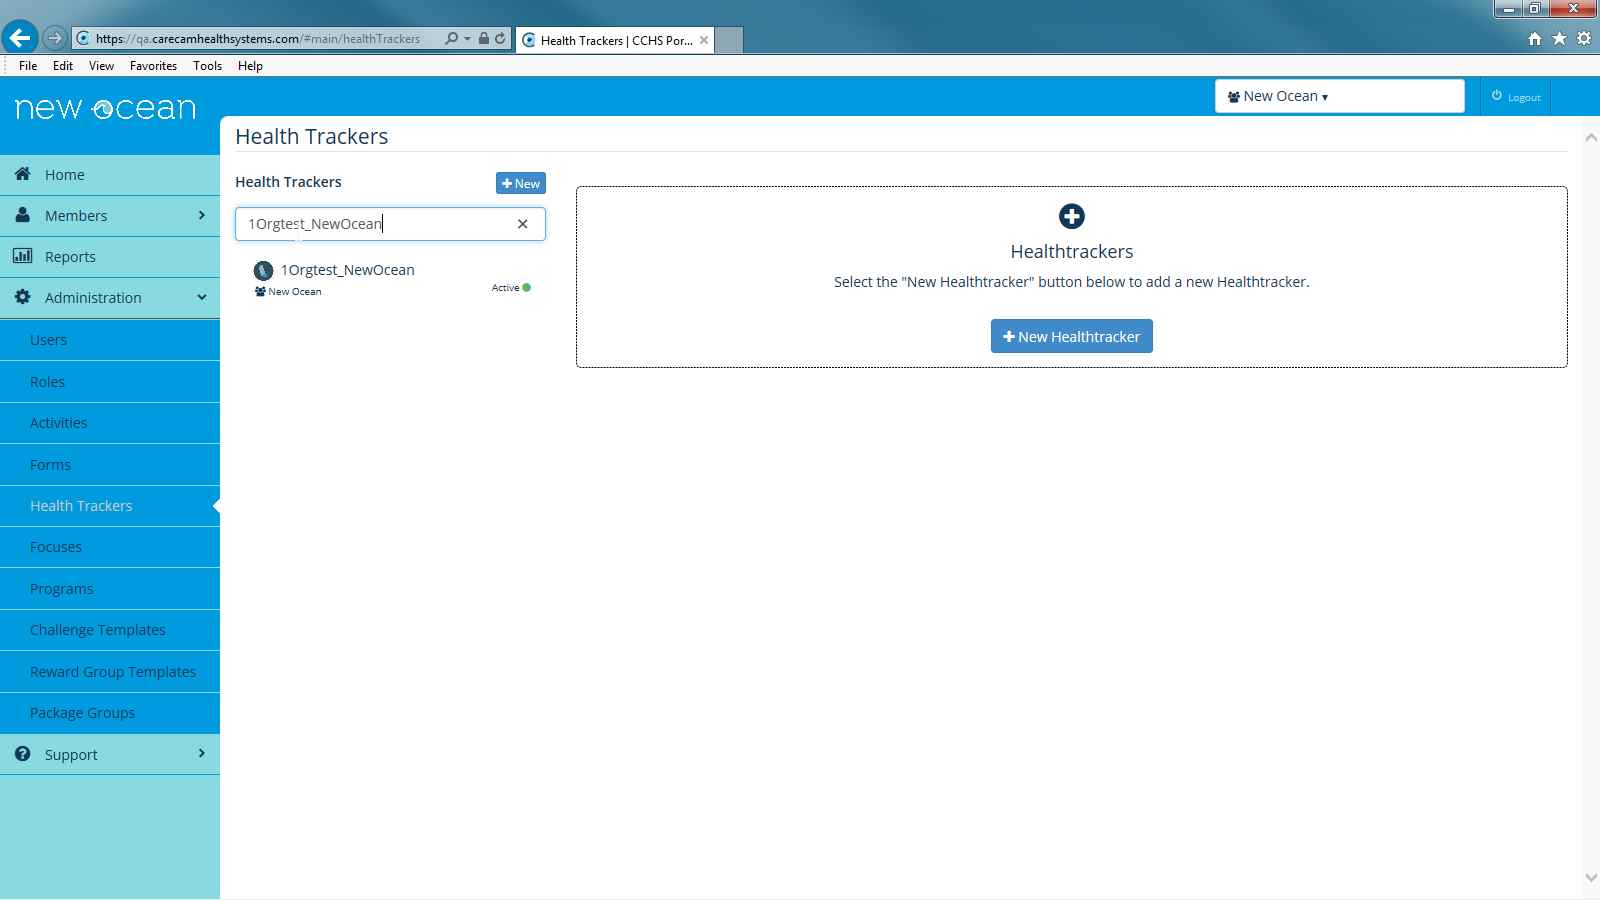 https://qa.carecamhealthsystems.com/#main/healthTrackers
Health Trackers | CCHS Por...
File Edit View Favorites Tools Help
new ocean
New Ocean
Logout
Health Trackers
Home
Members
Reports
Administration
Users
Roles
Activities
Forms
Health Trackers
Focuses
Programs
Challenge Templates
Reward Group Templates
Package Groups
Support
Health Trackers
New
1Orgtest_NewOcean
1Orgtest_NewOcean
New Ocean
Active
Healthtrackers
Select the "New Healthtracker" button below to add a new Healthtracker.
New Healthtracker